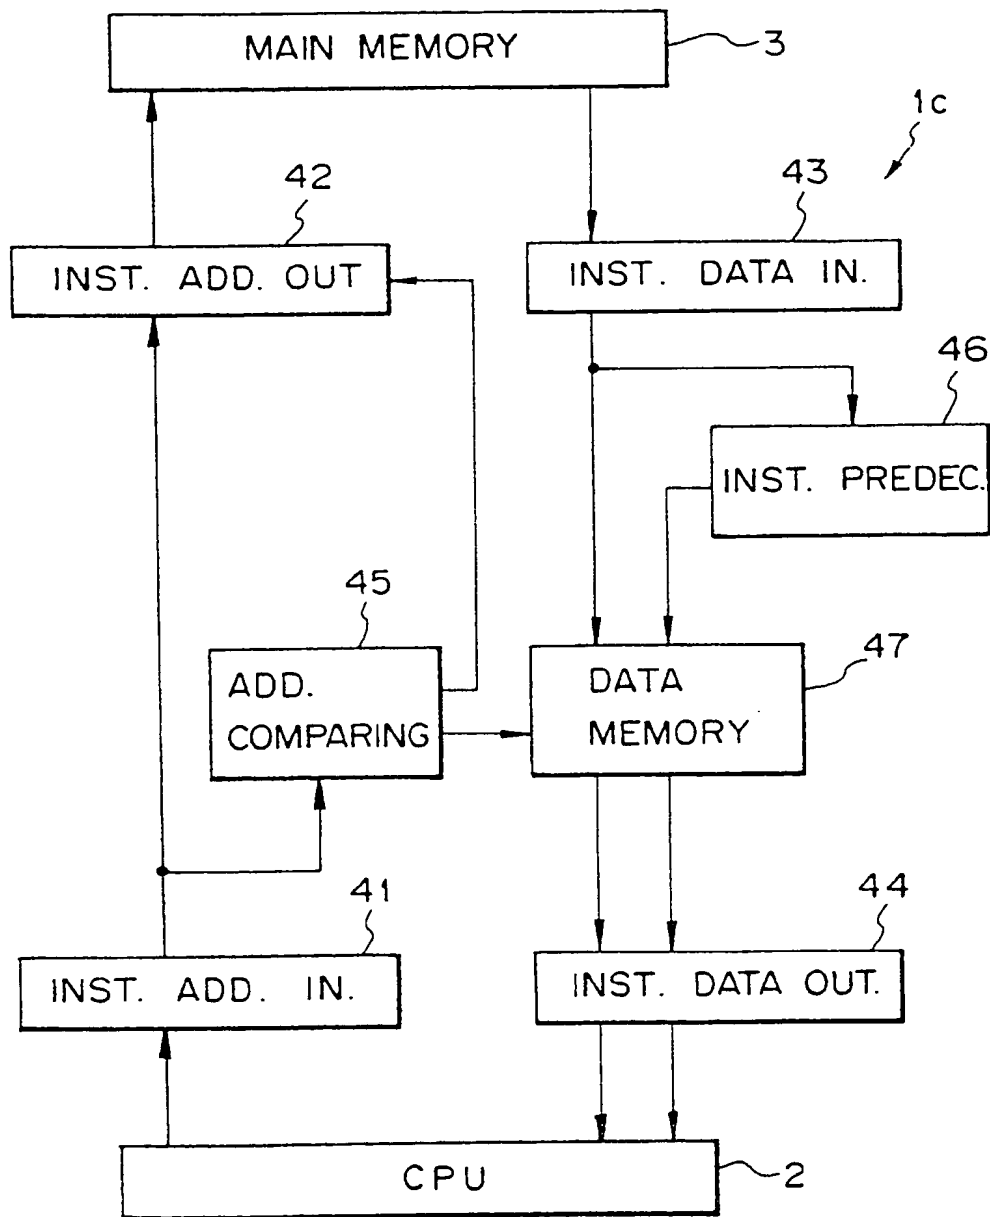 MAIN MEMORY
3
1c
42
43
INST. ADD. OUT
INST. DATA IN.
46
INST. PREDEC.
45
47
ADD.
COMPARING
DATA
MEMORY
41
44
INST. ADD. IN.
INST. DATA OUT.
CPU
2